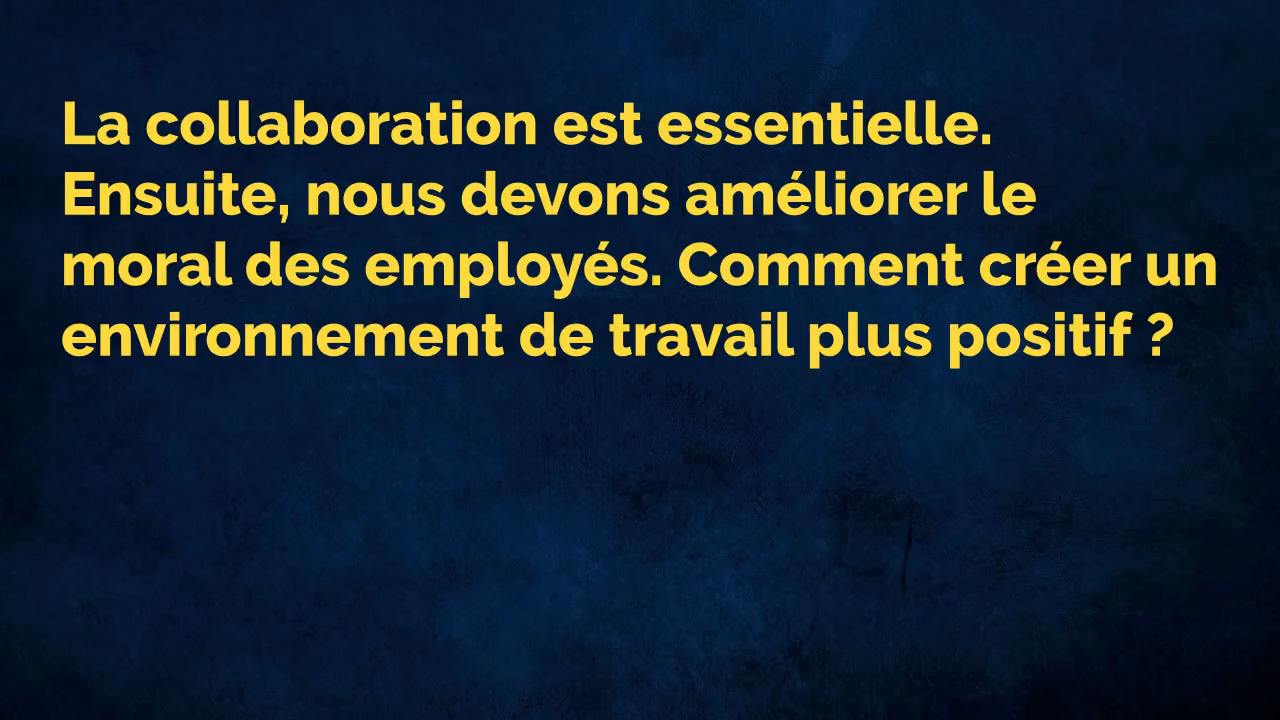 La collaboration est essentielle.
Ensuite, nous devons améliorer le
moral des employés. Comment créer un
environnement de travail plus positif ?